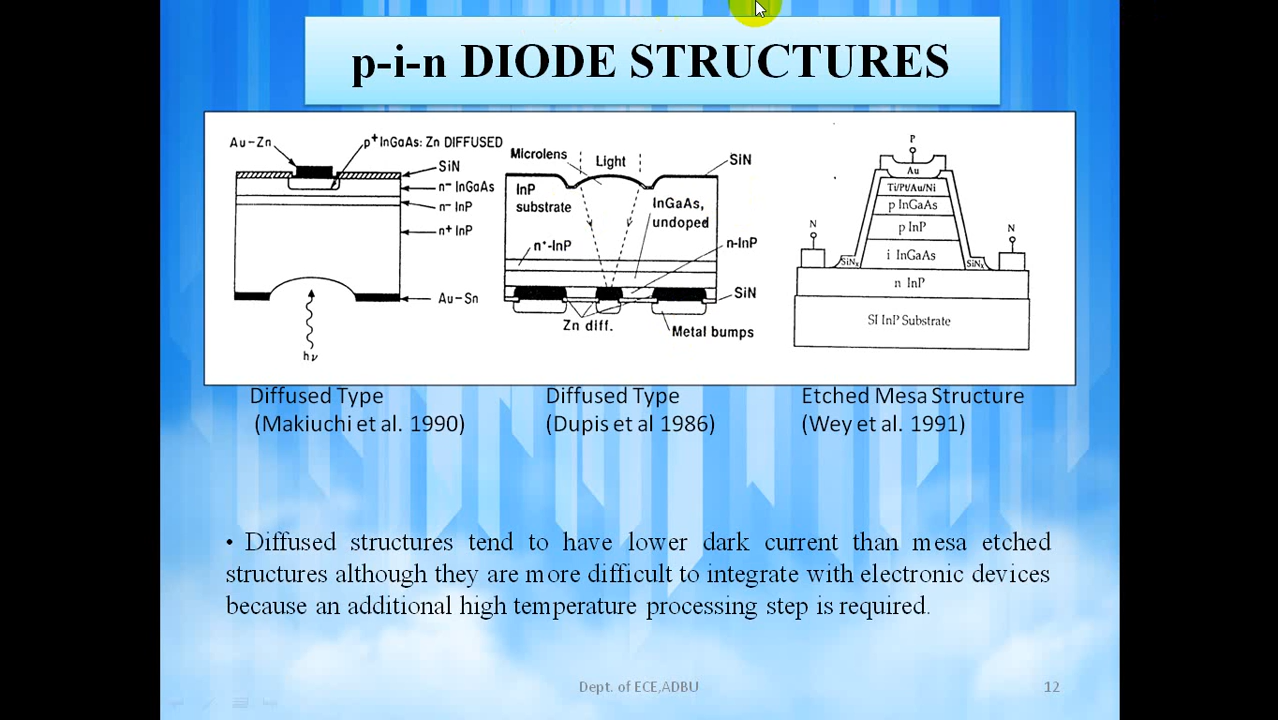 p-i-n DIODE STRUCTURES
Au-Zn
p+ InGaAs: Zn DIFFUSED
SiN
n- InGaAs
n- InP
n+ InP
Au-Sn
hν
Microlens
Light
SiN
InP
substrate
InGaAs,
undoped
n+-InP
n-InP
SiN
Zn diff.
Metal bumps
P
Au
Ti/Pt/Au/Ni
p InGaAs
p InP
N
N
i InGaAs
SiNx
SiNx
n InP
SI InP Substrate
Diffused Type
(Makiuchi et al. 1990)
Diffused Type
(Dupis et al 1986)
Etched Mesa Structure
(Wey et al. 1991)
• Diffused structures tend to have lower dark current than mesa etched
structures although they are more difficult to integrate with electronic devices
because an additional high temperature processing step is required.
Dept. of ECE,ADBU
12